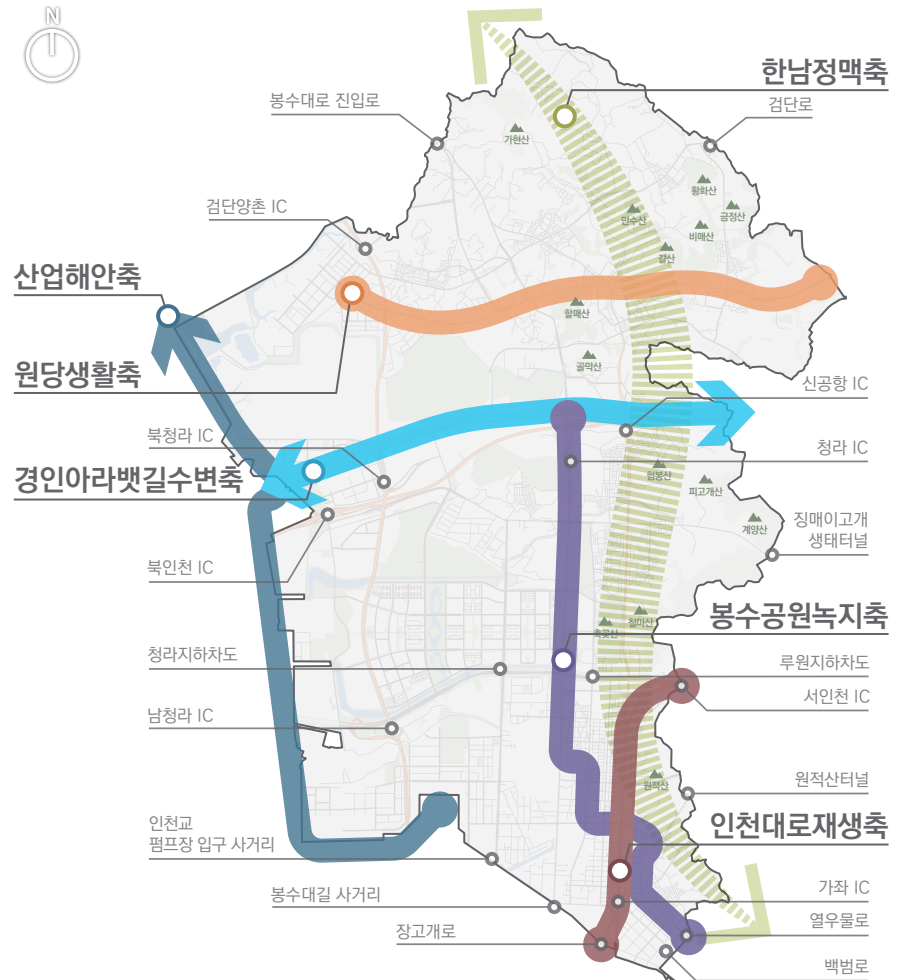 N
한남정맥축
봉수대로 진입로
검단로
가현산
황화산
금정산
만수산
비매산
검단양촌 IC
갈산
산업해안축
할매산
골막산
원당생활축
신공항 IC
북청라 IC
청라 IC
경인아라뱃길수변축
피고개산
계양산
징매이고개
생태터널
북인천 IC
봉수공원녹지축
철마산
청라지하차도
루원지하차도
서인천 IC
남청라 IC
원적산
원적산터널
인천대로재생축
인천교
펌프장 입구 사거리
가좌 IC
봉수대길 사거리
열우물로
장고개로
백범로